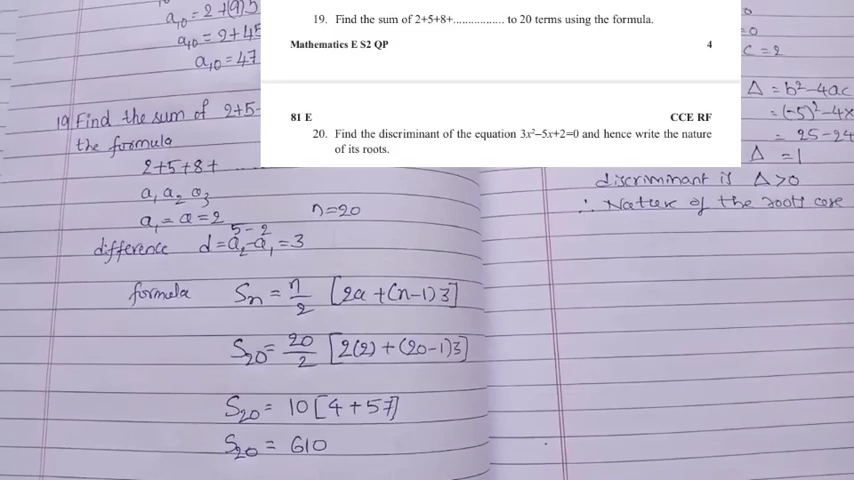 a10 = 2+(9)3
a10 = 2+45
a10 = 47
19. Find the sum of 2+5+8+................. to 20 terms using the formula.
Mathematics E S2 QP 4
81 E CCE RF
20. Find the discriminant of the equation 3x²–5x+2=0 and hence write the nature
of its roots.
19 Find the sum of 2+5-
the formula
2+5+8+ ...
a1 a2 a3
a1 = a = 2 n=20
5 - 2
difference d = a2-a1 = 3
formula Sn = n/2 [2a+(n-1)3]
S20 = 20/2 [2(2)+(20-1)3]
S20 = 10[4+57]
S20 = 610
=0
c = 2
Δ = b²-4ac
= (-5)²-4x
= 25-24
Δ = 1
discriminant is Δ>0
∴ Nature of the roots